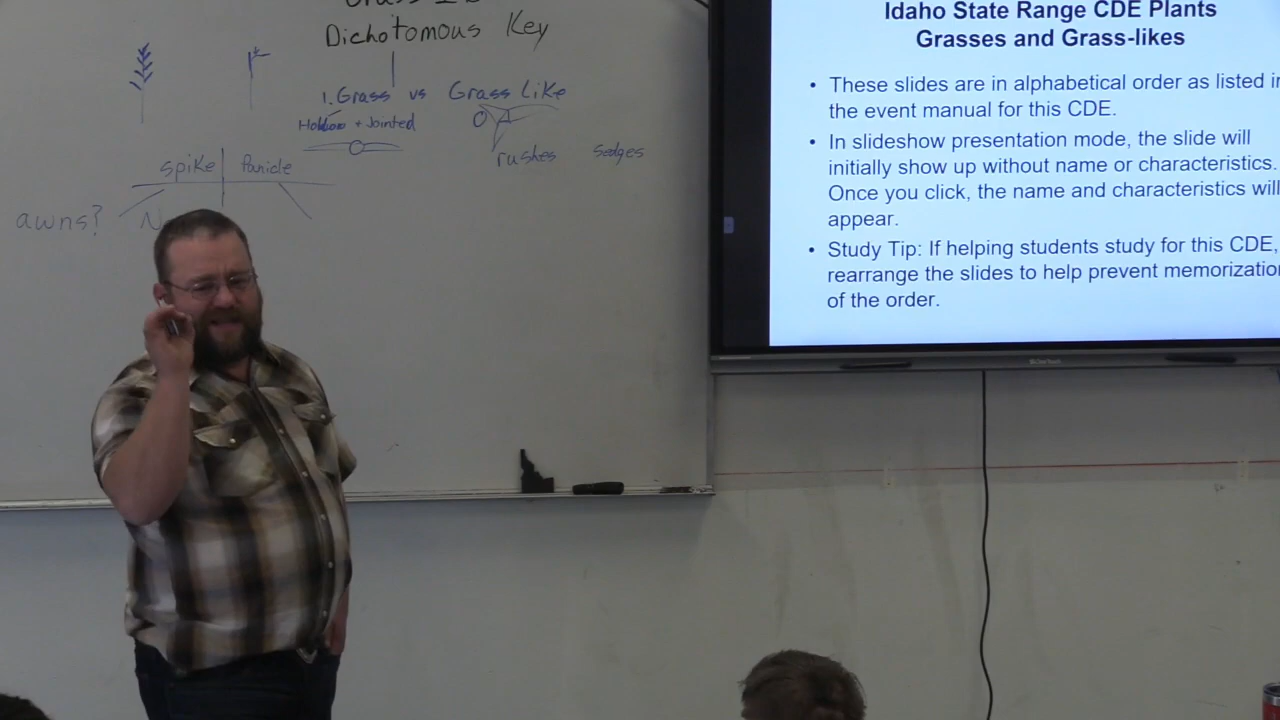 Dichotomous Key
1. Grass vs Grass Like
Hollow + Jointed
rushes sedges
spike panicle
awns? No
Idaho State Range CDE Plants
Grasses and Grass-likes
• These slides are in alphabetical order as listed in
the event manual for this CDE.
• In slideshow presentation mode, the slide will
initially show up without name or characteristics.
Once you click, the name and characteristics will
appear.
• Study Tip: If helping students study for this CDE,
rearrange the slides to help prevent memorization
of the order.